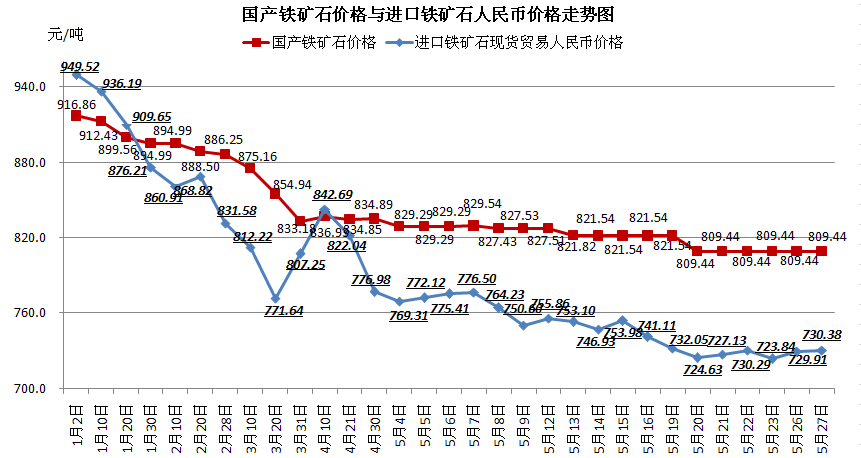 国产铁矿石价格与进口铁矿石人民币价格走势图
元/吨
国产铁矿石价格 进口铁矿石现货贸易人民币价格
940.0
880.0
820.0
760.0
700.0
916.86 912.43 899.56 894.99 894.99 888.50 886.25 875.16 854.94 833.18 836.95 834.85 834.89 829.29 829.29 829.29 829.54 827.43 827.53 827.51 821.82 821.54 821.54 821.54 821.54 809.44 809.44 809.44 809.44 809.44 809.44
949.52 936.19 909.65 876.21 860.91 868.82 831.58 812.22 771.64 807.25 842.69 822.04 776.98 769.31 772.12 775.41 776.50 764.23 750.60 755.86 753.10 746.93 753.98 741.11 732.05 724.63 727.13 730.29 723.84 729.91 730.38
1月2日 1月10日 1月20日 1月30日 2月10日 2月20日 2月28日 3月10日 3月20日 3月31日 4月10日 4月21日 4月30日 5月4日 5月5日 5月6日 5月7日 5月8日 5月9日 5月12日 5月13日 5月14日 5月15日 5月16日 5月19日 5月20日 5月21日 5月22日 5月23日 5月26日 5月27日